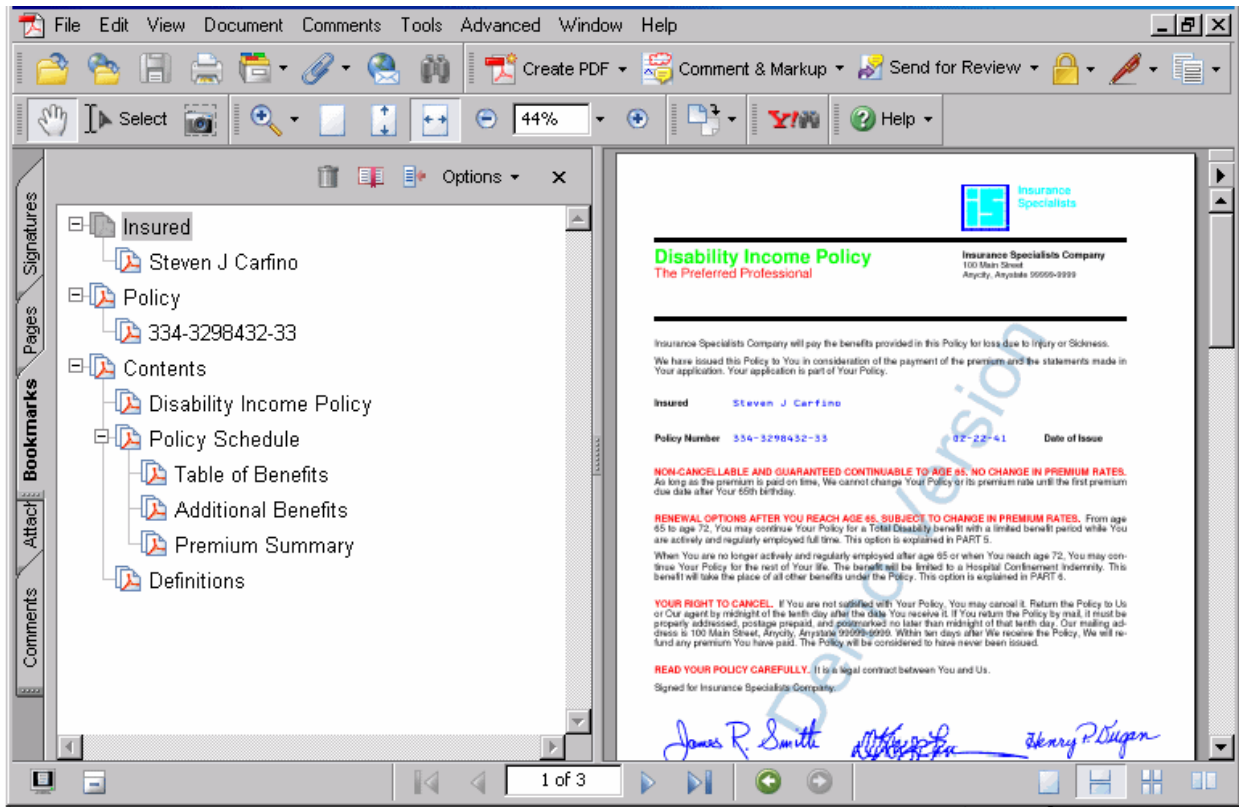 File Edit View Document Comments Tools Advanced Window Help
Create PDF Comment & Markup Send for Review
Select 44% Y! Help
Options
Signatures
Pages
Bookmarks
Attach
Comments
Insured
Steven J Carfino
Policy
334-3298432-33
Contents
Disability Income Policy
Policy Schedule
Table of Benefits
Additional Benefits
Premium Summary
Definitions
is
Insurance
Specialists
Disability Income Policy
The Preferred Professional
Insurance Specialists Company
100 Main Street
Anycity, Anystate 99999-9999
Insurance Specialists Company will pay the benefits provided in this Policy for loss due to Injury or Sickness.
We have issued this Policy to You in consideration of the payment of the premium and the statements made in
Your application. Your application is part of Your Policy.
Insured Steven J Carfino
Policy Number 334-3298432-33 02-22-41 Date of Issue
NON-CANCELLABLE AND GUARANTEED CONTINUABLE TO AGE 65. NO CHANGE IN PREMIUM RATES.
As long as the premium is paid on time, We cannot change Your Policy or its premium rate until the first premium
due date after Your 65th birthday.
RENEWAL OPTIONS AFTER YOU REACH AGE 65, SUBJECT TO CHANGE IN PREMIUM RATES. From age
65 to age 72, You may continue Your Policy for a Total Disability benefit with a limited benefit period while You
are actively and regularly employed full time. This option is explained in PART 5.
When You are no longer actively and regularly employed after age 65 or when You reach age 72, You may con-
tinue Your Policy for the rest of Your life. The benefit will be limited to a Hospital Confinement Indemnity. This
benefit will take the place of all other benefits under the Policy. This option is explained in PART 6.
YOUR RIGHT TO CANCEL. If You are not satisfied with Your Policy, You may cancel it. Return the Policy to Us
or Our agent by midnight of the tenth day after the date You receive it. If You return the Policy by mail, it must be
properly addressed, postage prepaid, and postmarked no later than midnight of that tenth day. Our mailing ad-
dress is 100 Main Street, Anycity, Anystate 99999-9999. Within ten days after We receive the Policy, We will re-
fund any premium You have paid. The Policy will be considered to have never been issued.
READ YOUR POLICY CAREFULLY. It is a legal contract between You and Us.
Signed for Insurance Specialists Company:
James R. Smith Henry P. Dugan
Demo Version
1 of 3